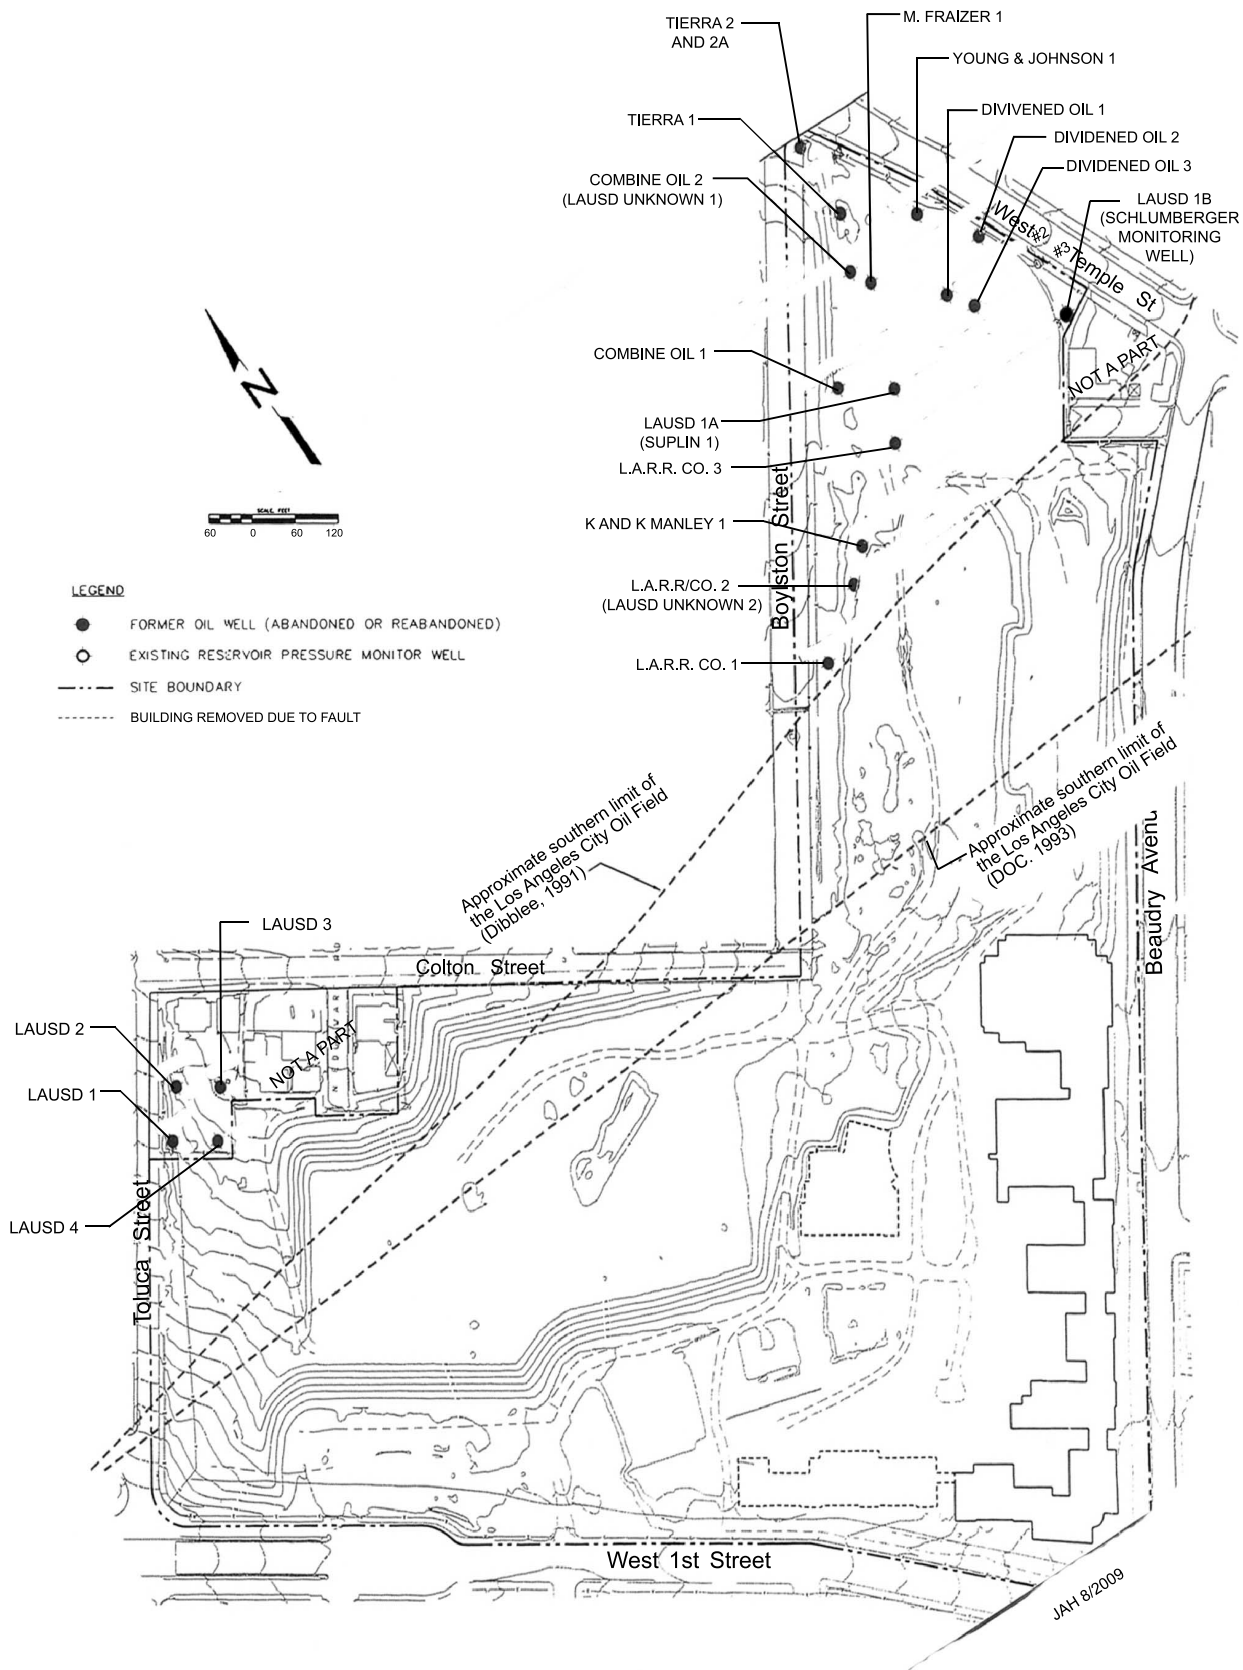 TIERRA 2
AND 2A
M. FRAIZER 1
YOUNG & JOHNSON 1
TIERRA 1
DIVIVENED OIL 1
DIVIDENED OIL 2
DIVIDENED OIL 3
COMBINE OIL 2
(LAUSD UNKNOWN 1)
LAUSD 1B
(SCHLUMBERGER
MONITORING
WELL)
West Temple St
#2
#3
NOT A PART
COMBINE OIL 1
LAUSD 1A
(SUPLIN 1)
L.A.R.R. CO. 3
K AND K MANLEY 1
L.A.R.R/CO. 2
(LAUSD UNKNOWN 2)
L.A.R.R. CO. 1
Boylston Street
N
SCALE, FEET
60 0 60 120
LEGEND
FORMER OIL WELL (ABANDONED OR REABANDONED)
EXISTING RESERVOIR PRESSURE MONITOR WELL
SITE BOUNDARY
BUILDING REMOVED DUE TO FAULT
Approximate southern limit of
the Los Angeles City Oil Field
(Dibblee, 1991)
Approximate southern limit of
the Los Angeles City Oil Field
(DOC. 1993)
Beaudry Avenu
LAUSD 3
Colton Street
LAUSD 2
NOT A PART
LAUSD 1
LAUSD 4
Toluca Street
West 1st Street
JAH 8/2009